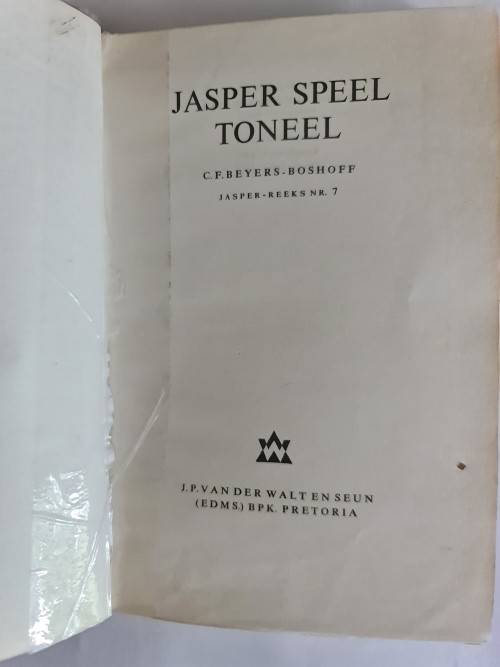 JASPER SPEEL
TONEEL
C.F.BEYERS-BOSHOFF
JASPER-REEKS NR. 7
J.P.VAN DER WALT EN SEUN
(EDMS.) BPK. PRETORIA